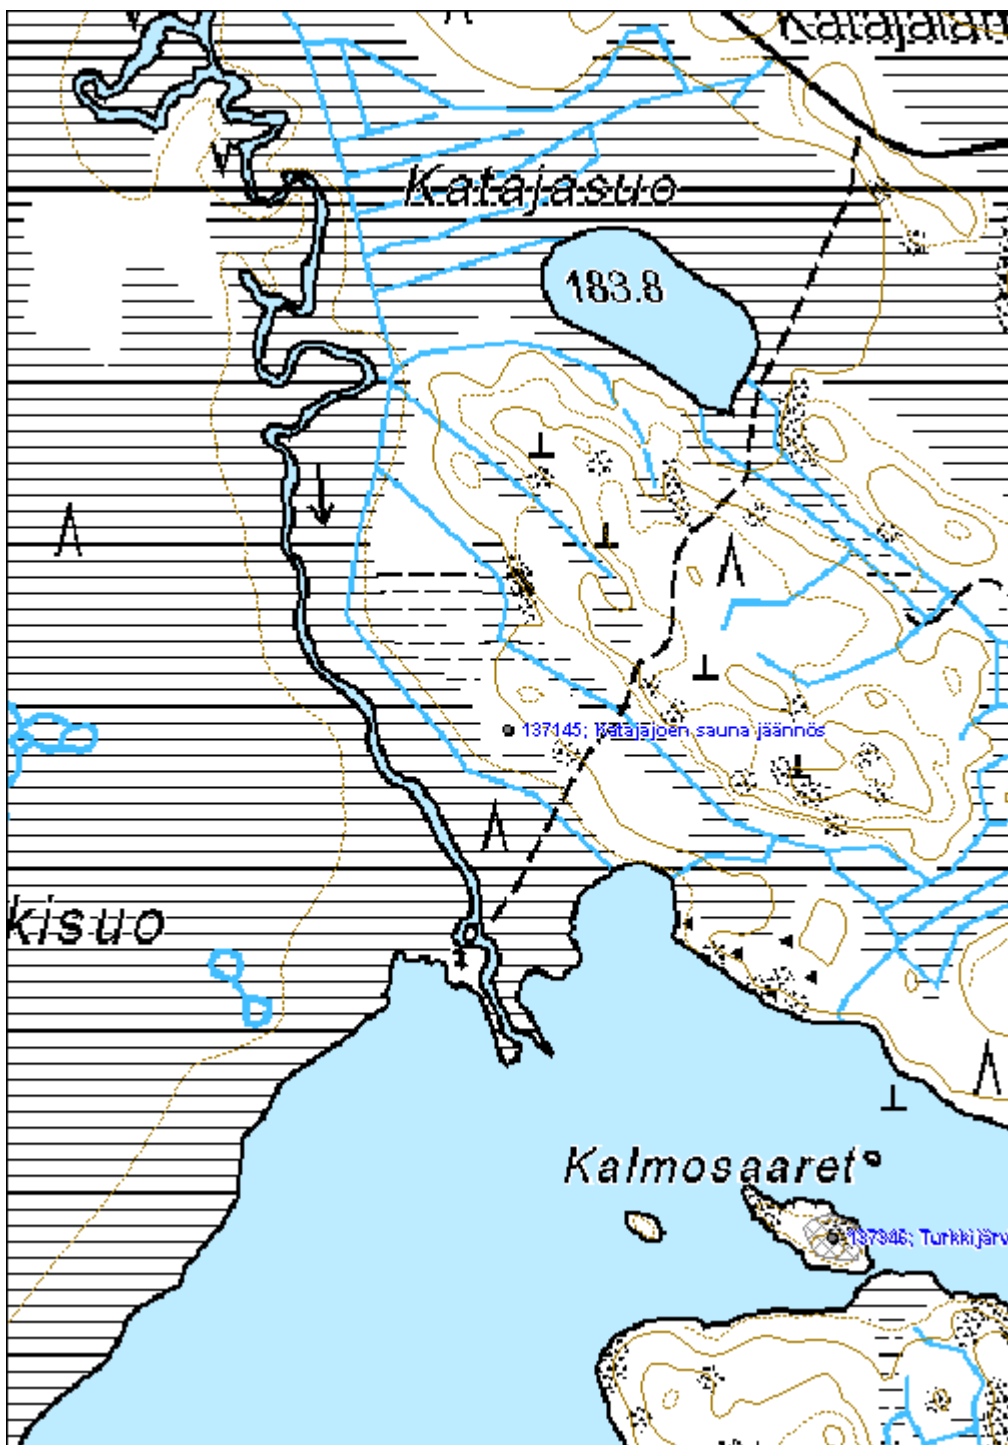 Katajasuo
183.8
137145; Katajajoen sauna jäännös
kisuo
Kalmosaaret
137346; Turkkijärv